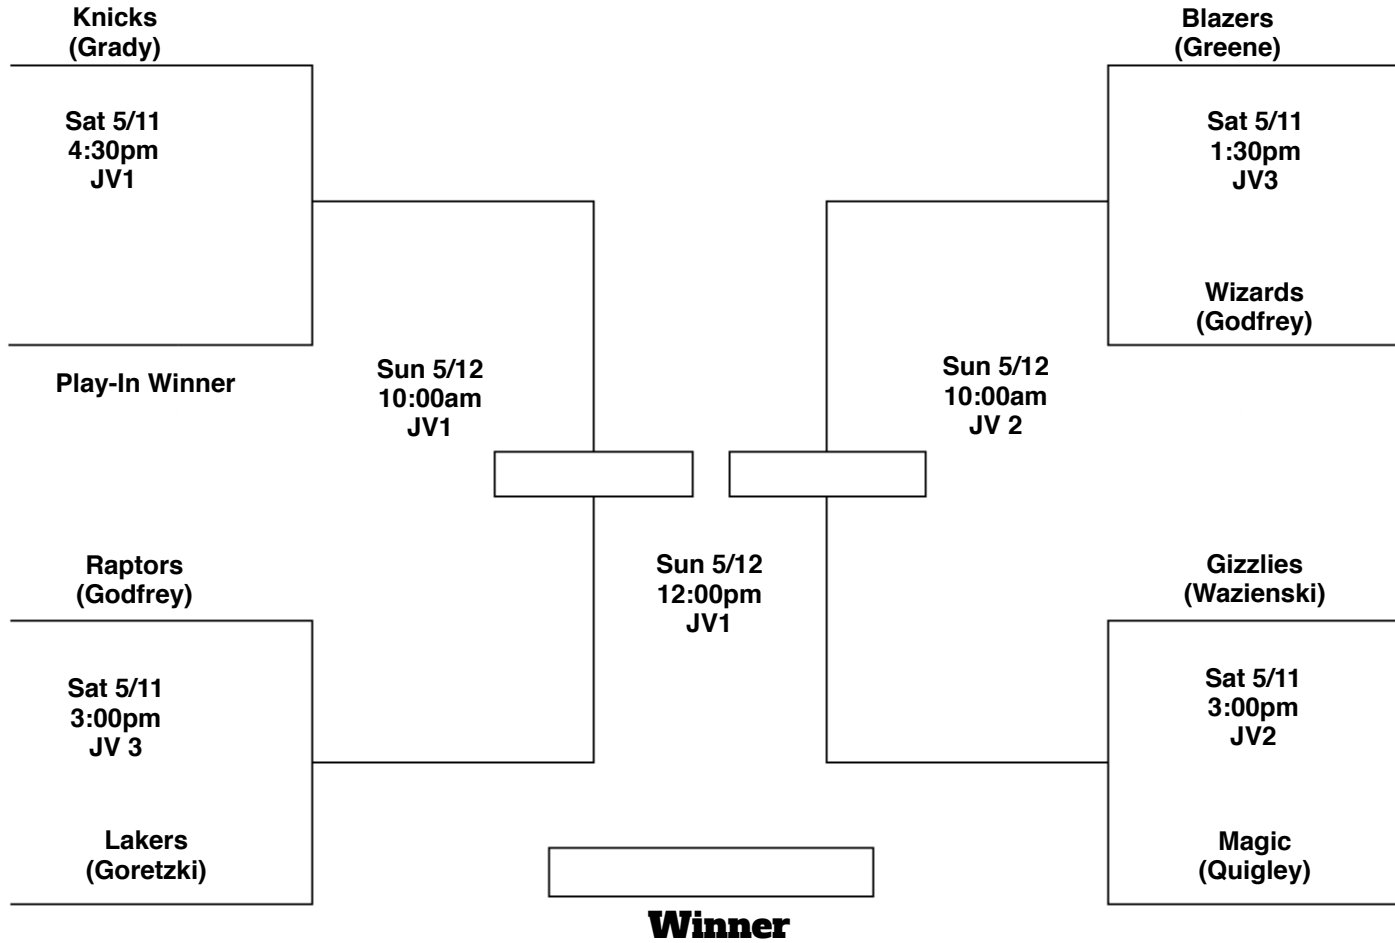 Knicks
(Grady)
Sat 5/11
4:30pm
JV1
Play-In Winner
Sun 5/12
10:00am
JV1
Raptors
(Godfrey)
Sat 5/11
3:00pm
JV 3
Lakers
(Goretzki)
Sun 5/12
12:00pm
JV1
Winner
Blazers
(Greene)
Sat 5/11
1:30pm
JV3
Wizards
(Godfrey)
Sun 5/12
10:00am
JV 2
Gizzlies
(Wazienski)
Sat 5/11
3:00pm
JV2
Magic
(Quigley)